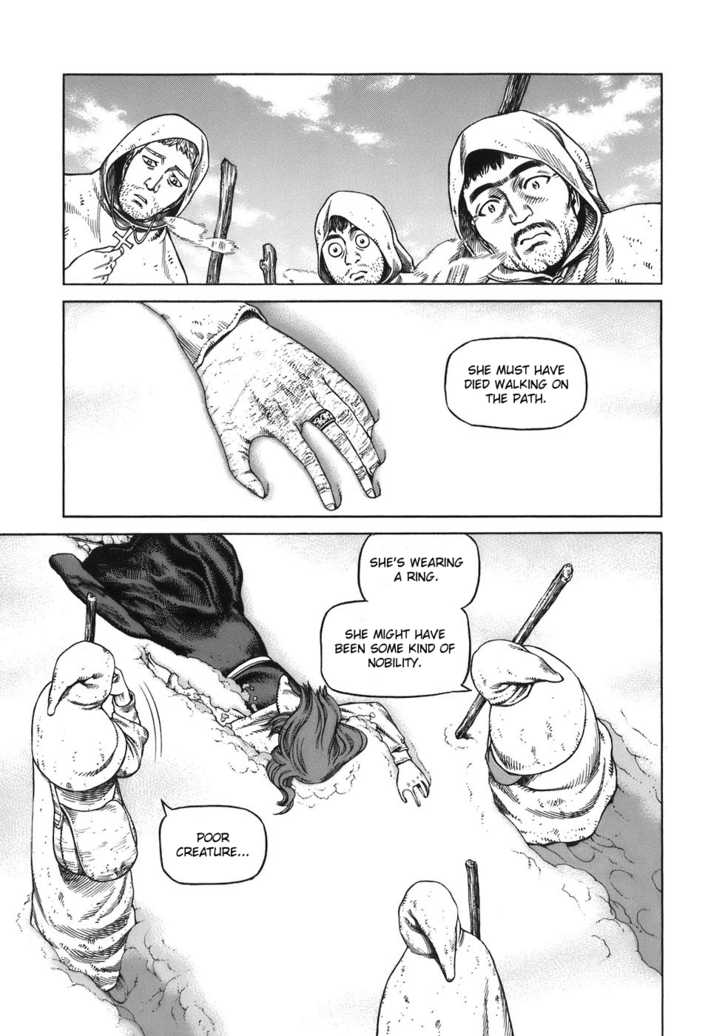 SHE MUST HAVE
DIED WALKING ON
THE PATH.
SHE'S WEARING
A RING.
SHE MIGHT HAVE
BEEN SOME KIND OF
NOBILITY.
POOR
CREATURE...